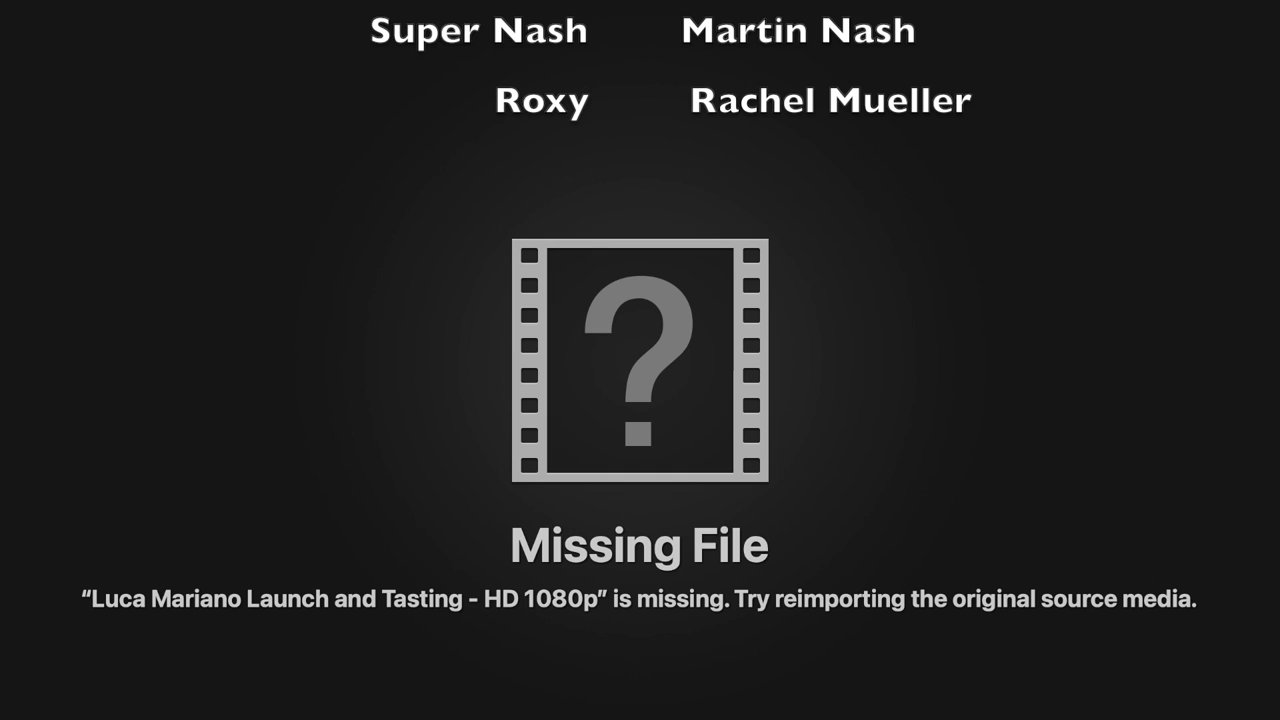 Super Nash Martin Nash
Roxy Rachel Mueller
?
Missing File
“Luca Mariano Launch and Tasting - HD 1080p” is missing. Try reimporting the original source media.